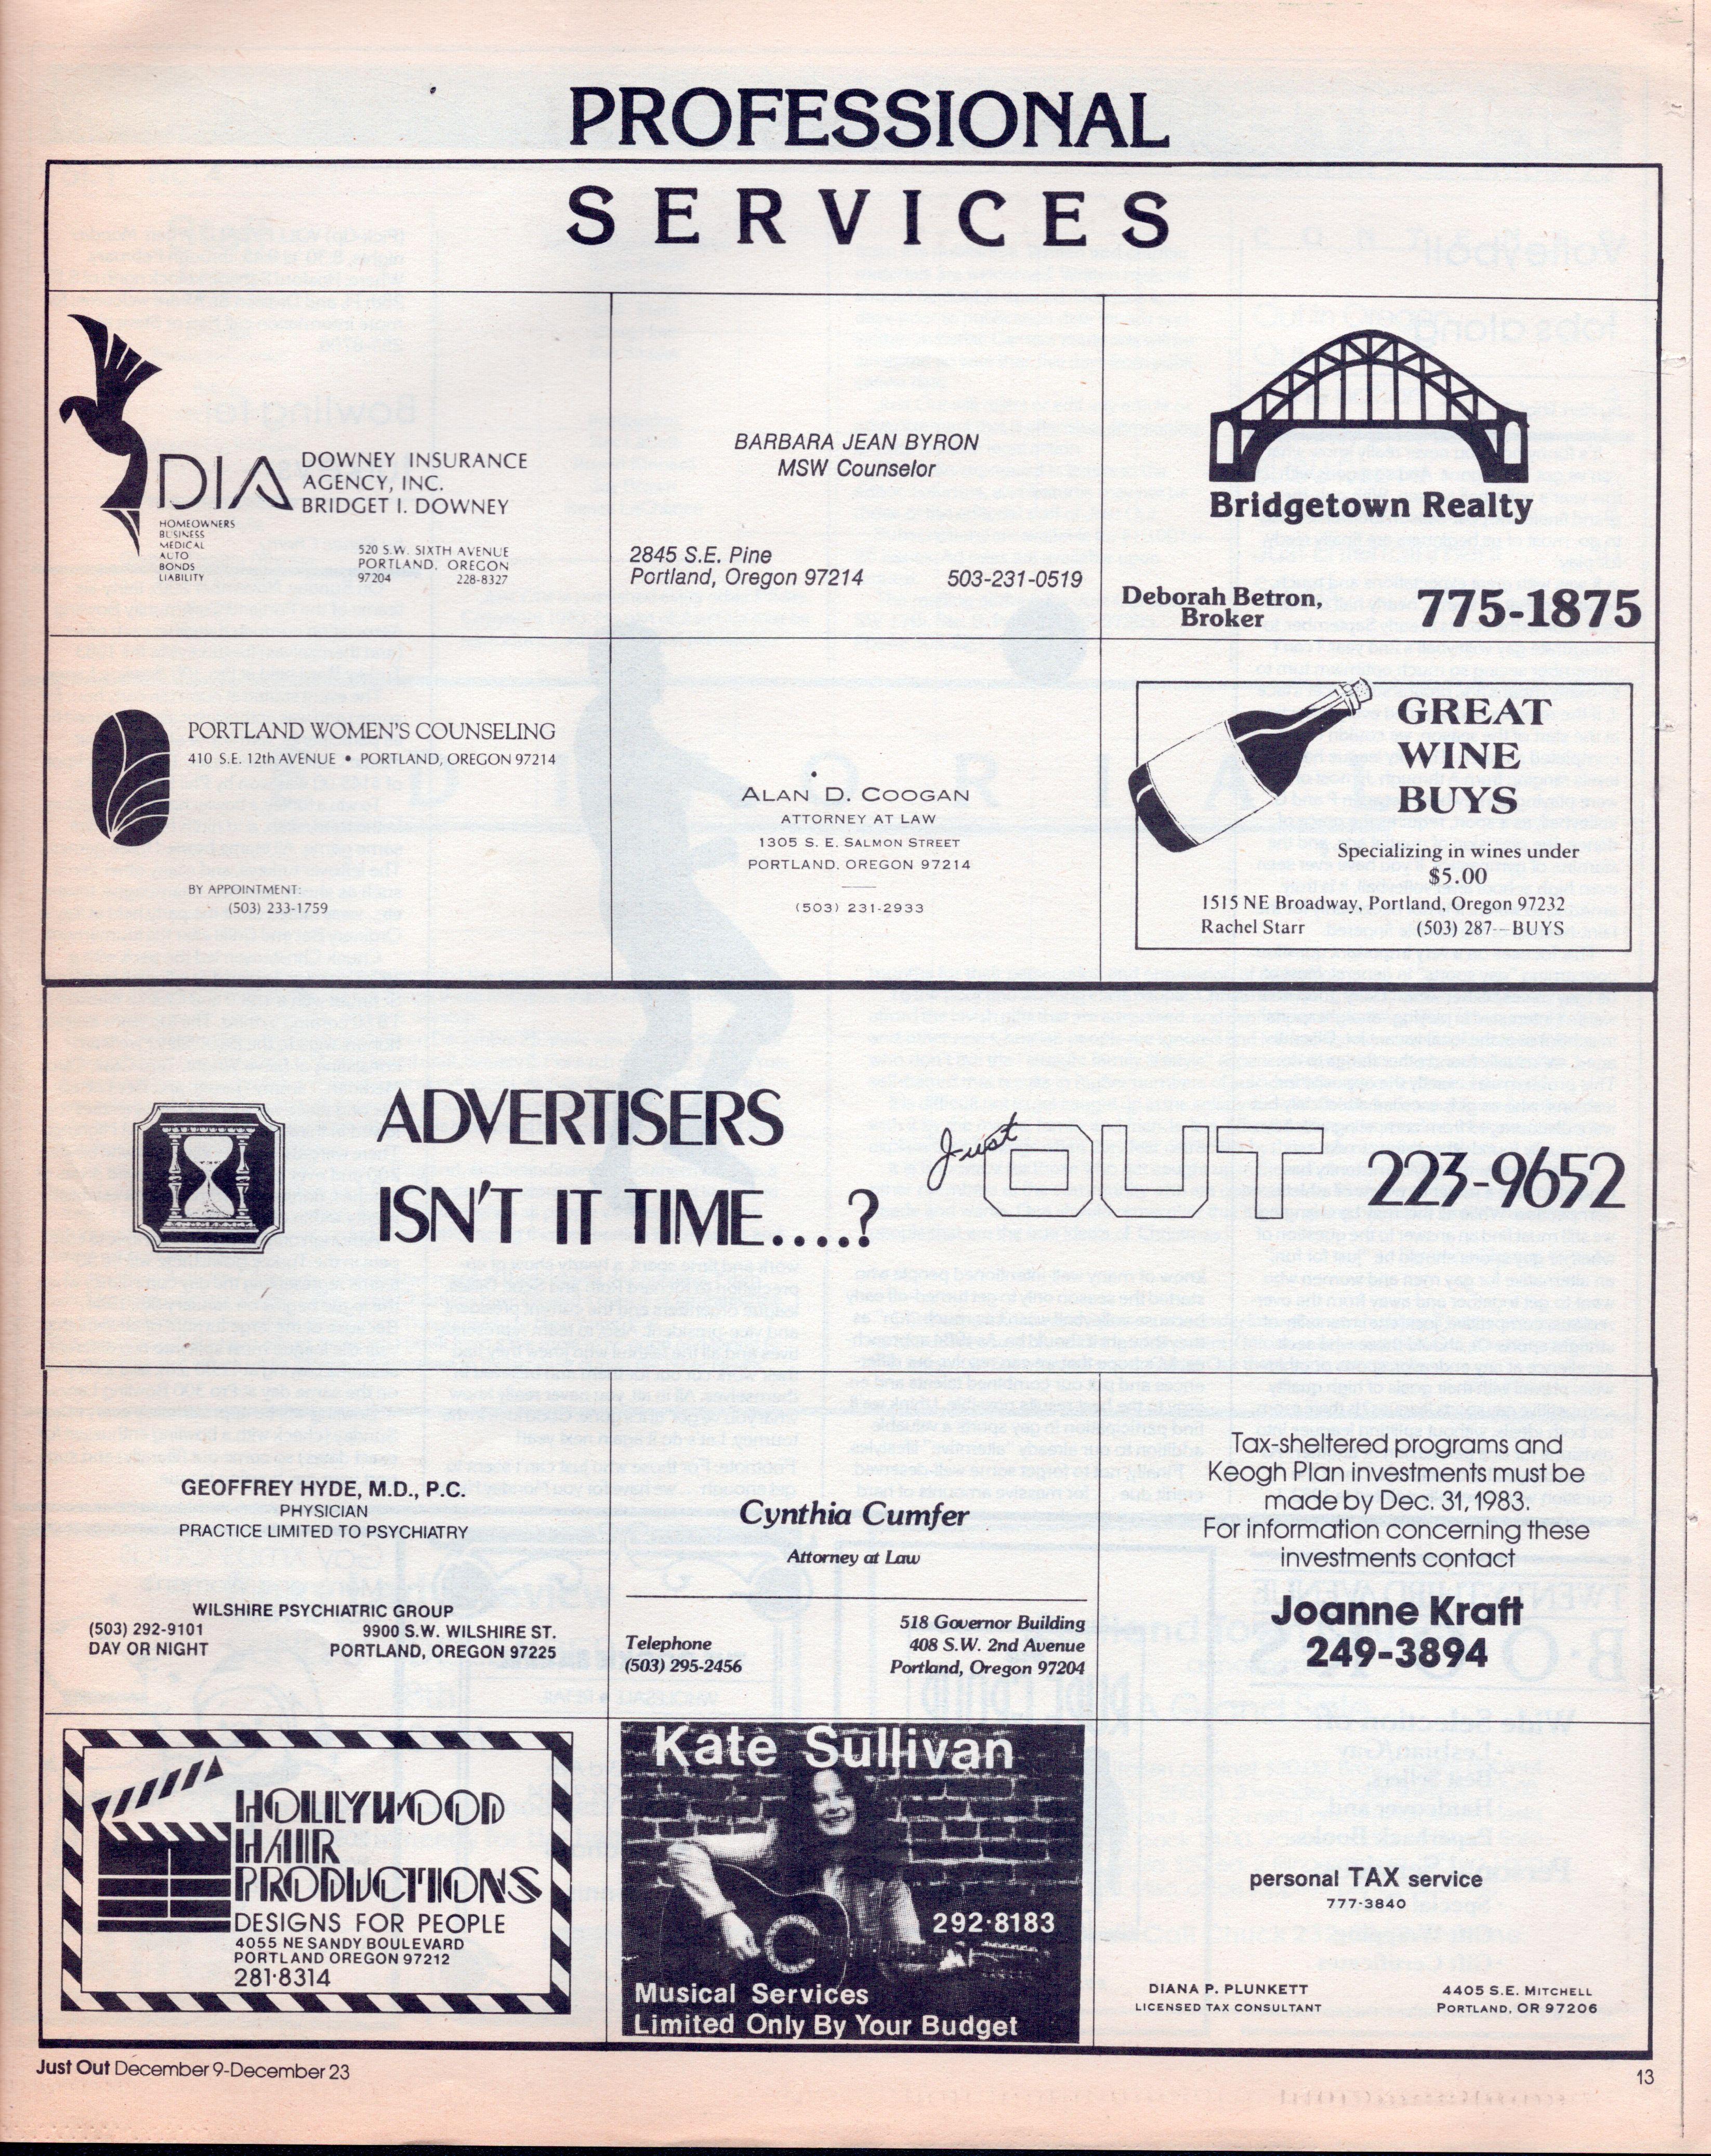 PROFESSIONAL
SERVICES
DIA
DOWNEY INSURANCE
AGENCY, INC.
BRIDGET I. DOWNEY
HOMEOWNERS
BUSINESS
MEDICAL
AUTO
BONDS
LIABILITY
520 S.W. SIXTH AVENUE
PORTLAND, OREGON
97204 228-8327
BARBARA JEAN BYRON
MSW Counselor
2845 S.E. Pine
Portland, Oregon 97214 503-231-0519
Bridgetown Realty
Deborah Betron,
Broker
775-1875
PORTLAND WOMEN'S COUNSELING
410 S.E. 12th AVENUE • PORTLAND, OREGON 97214
BY APPOINTMENT:
(503) 233-1759
ALAN D. COOGAN
ATTORNEY AT LAW
1305 S. E. SALMON STREET
PORTLAND, OREGON 97214
(503) 231-2933
GREAT
WINE
BUYS
Specializing in wines under
$5.00
1515 NE Broadway, Portland, Oregon 97232
Rachel Starr (503) 287--BUYS
ADVERTISERS
ISN'T IT TIME....?
Just OUT 223-9652
GEOFFREY HYDE, M.D., P.C.
PHYSICIAN
PRACTICE LIMITED TO PSYCHIATRY
WILSHIRE PSYCHIATRIC GROUP
(503) 292-9101 9900 S.W. WILSHIRE ST.
DAY OR NIGHT PORTLAND, OREGON 97225
Cynthia Cumfer
Attorney at Law
Telephone
(503) 295-2456
518 Governor Building
408 S.W. 2nd Avenue
Portland, Oregon 97204
Tax-sheltered programs and
Keogh Plan investments must be
made by Dec. 31, 1983.
For information concerning these
investments contact
Joanne Kraft
249-3894
HOLLYWOOD
HAIR
PRODUCTIONS
DESIGNS FOR PEOPLE
4055 NE SANDY BOULEVARD
PORTLAND OREGON 97212
281·8314
Kate Sullivan
292·8183
Musical Services
Limited Only By Your Budget
personal TAX service
777-3840
DIANA P. PLUNKETT
LICENSED TAX CONSULTANT
4405 S.E. MITCHELL
PORTLAND, OR 97206
Just Out December 9-December 23
13